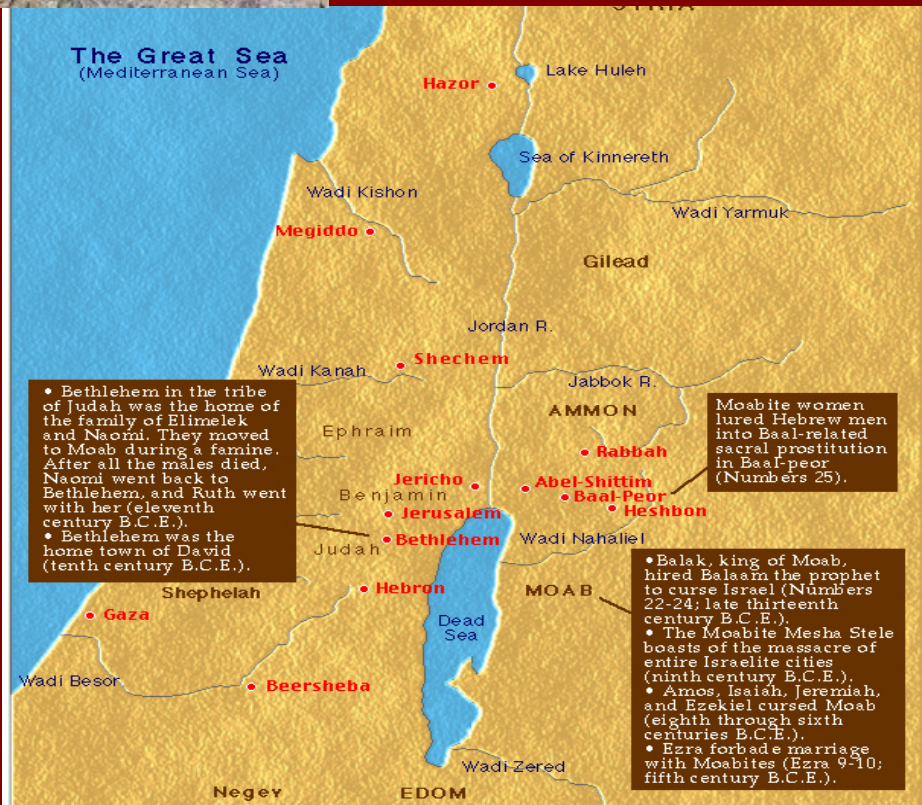 SYRIA
The Great Sea
(Mediterranean Sea)
Lake Huleh
Hazor
Sea of Kinnereth
Wadi Kishon
Wadi Yarmuk
Megiddo
Gilead
Jordan R.
Shechem
Wadi Kanah
Jabbok R.
• Bethlehem in the tribe
of Judah was the home of
the family of Elimelek
and Naomi. They moved
to Moab during a famine.
After all the males died,
Naomi went back to
Bethlehem, and Ruth went
with her (eleventh
century B.C.E.).
• Bethlehem was the
home town of David
(tenth century B.C.E.).
AMMON
Moabite women
lured Hebrew men
into Baal-related
sacral prostitution
in Baal-peor
(Numbers 25).
Ephraim
Rabbah
Jericho
Abel-Shittim
Benjamin
Baal-Peor
Jerusalem
Heshbon
Bethlehem
Wadi Nahaliel
Judah
•Balak, king of Moab,
hired Balaam the prophet
to curse Israel (Numbers
22-24; late thirteenth
century B.C.E.).
• The Moabite Mesha Stele
boasts of the massacre of
entire Israelite cities
(ninth century B.C.E.).
• Amos, Isaiah, Jeremiah,
and Ezekiel cursed Moab
(eighth through sixth
centuries B.C.E.).
• Ezra forbade marriage
with Moabites (Ezra 9-10;
fifth century B.C.E.).
Shephelah
Hebron
MOAB
Gaza
Dead
Sea
Wadi Besor
Beersheba
Wadi Zered
Negev
EDOM